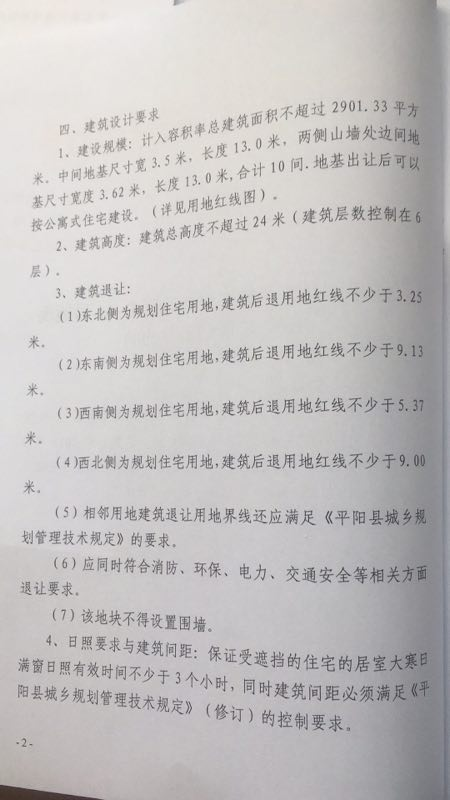 四、建筑设计要求
1、建设规模：计入容积率总建筑面积不超过 2901.33 平方
米。中间地基尺寸宽 3.5 米，长度 13.0 米，两侧山墙处边间地
基尺寸宽度 3.62 米，长度 13.0 米,合计 10 间.地基出让后可以
按公寓式住宅建设。（详见用地红线图）。
2、建筑高度：建筑总高度不超过 24 米（建筑层数控制在 6
层）。
3、建筑退让：
(1)东北侧为规划住宅用地,建筑后退用地红线不少于 3.25
米。
(2)东南侧为规划住宅用地,建筑后退用地红线不少于 9.13
米。
(3)西南侧为规划住宅用地,建筑后退用地红线不少于 5.37
米。
(4)西北侧为规划住宅用地,建筑后退用地红线不少于 9.00
米。
（5）相邻用地建筑退让用地界线还应满足《平阳县城乡规
划管理技术规定》的要求。
（6）应同时符合消防、环保、电力、交通安全等相关方面
退让要求。
（7）该地块不得设置围墙。
4、日照要求与建筑间距：保证受遮挡的住宅的居室大寒日
满窗日照有效时间不少于 3 个小时，同时建筑间距必须满足《平
阳县城乡规划管理技术规定》（修订）的控制要求。
-2-